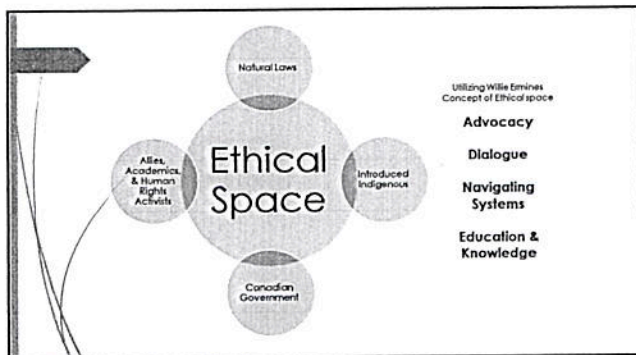 Natural Laws
Allies,
Academics,
& Human
Rights
Activists
Ethical
Space
Introduced
Indigenous
Canadian
Government
Utilizing Willie Ermines
Concept of Ethical space
Advocacy
Dialogue
Navigating
Systems
Education &
Knowledge